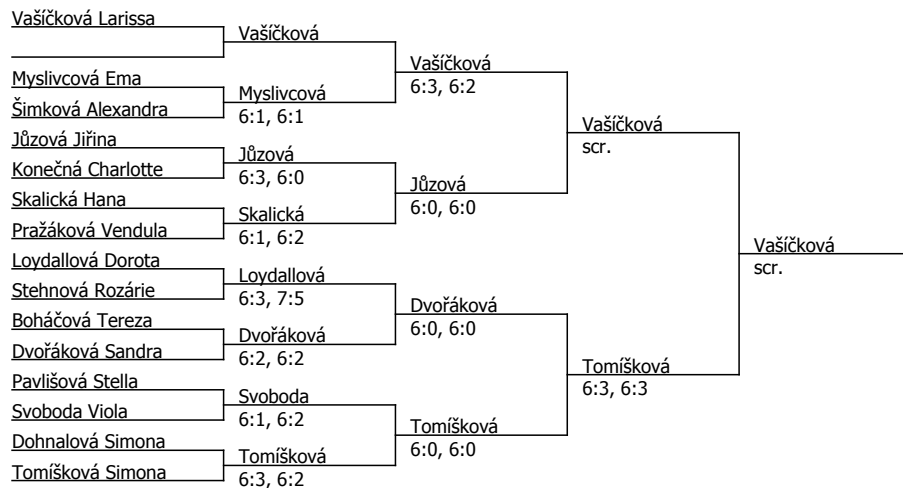 Vašíčková Larissa
Myslivcová Ema
Šimková Alexandra
Jůzová Jiřina
Konečná Charlotte
Skalická Hana
Pražáková Vendula
Loydallová Dorota
Stehnová Rozárie
Boháčová Tereza
Dvořáková Sandra
Pavlišová Stella
Svoboda Viola
Dohnalová Simona
Tomíšková Simona
Vašíčková
Myslivcová
6:1, 6:1
Jůzová
6:3, 6:0
Skalická
6:1, 6:2
Loydallová
6:3, 7:5
Dvořáková
6:2, 6:2
Svoboda
6:1, 6:2
Tomíšková
6:3, 6:2
Vašíčková
6:3, 6:2
Jůzová
6:0, 6:0
Dvořáková
6:0, 6:0
Tomíšková
6:0, 6:0
Vašíčková
scr.
Tomíšková
6:3, 6:3
Vašíčková
scr.